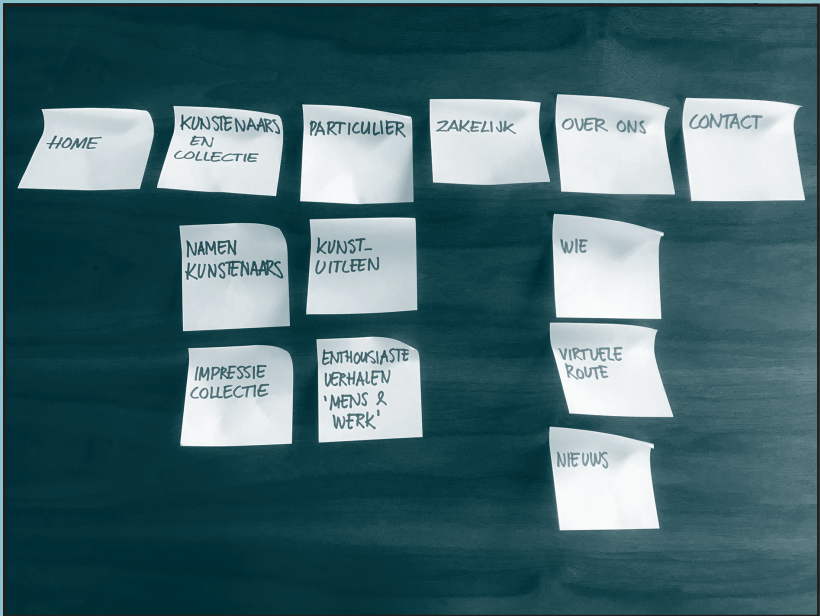 HOME
KUNSTENAARS
EN
COLLECTIE
PARTICULIER
ZAKELIJK
OVER ONS
CONTACT
NAMEN
KUNSTENAARS
KUNST-
UITLEEN
WIE
IMPRESSIE
COLLECTIE
ENTHOUSIASTE
VERHALEN
'MENS &
WERK'
VIRTUELE
ROUTE
NIEUWS